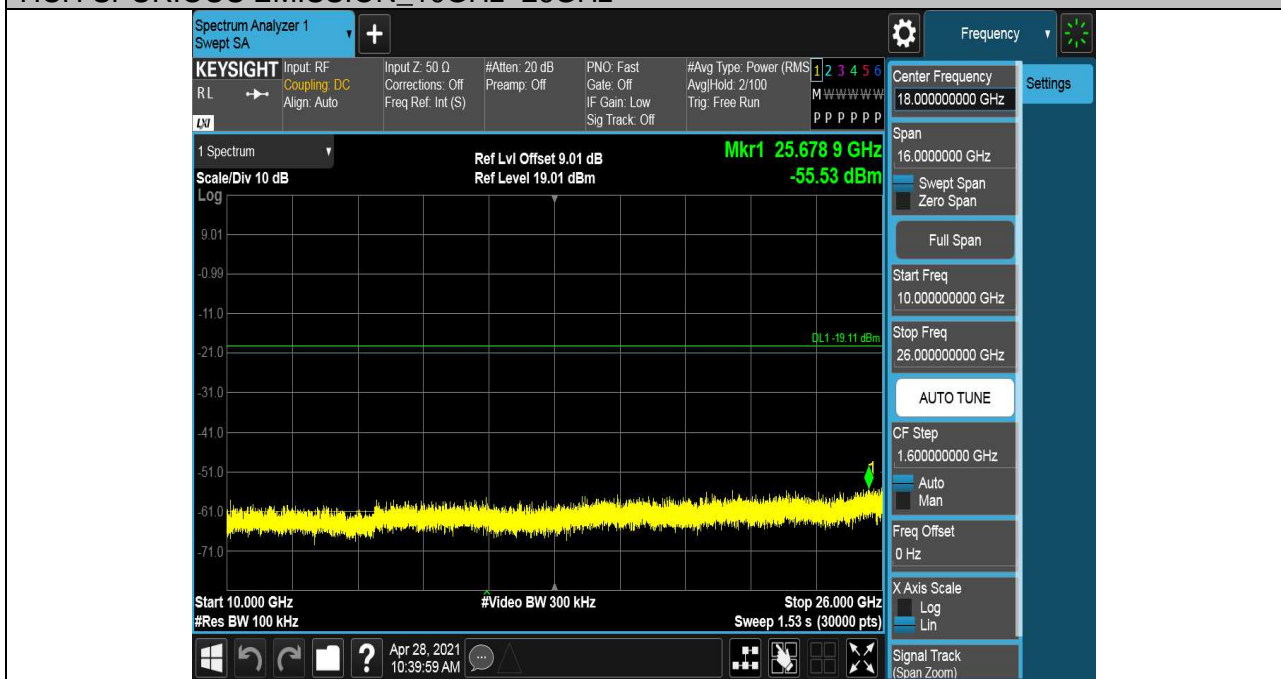 Spectrum Analyzer 1
Swept SA
+
Frequency
KEYSIGHT
RL
LXI
Input: RF
Coupling: DC
Align: Auto
Input Z: 50 Ω
Corrections: Off
Freq Ref: Int (S)
#Atten: 20 dB
Preamp: Off
PNO: Fast
Gate: Off
IF Gain: Low
Sig Track: Off
#Avg Type: Power (RMS
Avg|Hold: 2/100
Trig: Free Run
1 2 3 4 5 6
M W W W W W
P P P P P P
1 Spectrum
Scale/Div 10 dB
Log
Ref Lvl Offset 9.01 dB
Ref Level 19.01 dBm
Mkr1 25.678 9 GHz
-55.53 dBm
9.01
-0.99
-11.0
-21.0
-31.0
-41.0
-51.0
-61.0
-71.0
DL1 -19.11 dBm
1
Start 10.000 GHz
#Res BW 100 kHz
#Video BW 300 kHz
Stop 26.000 GHz
Sweep 1.53 s (30000 pts)
?
Apr 28, 2021
10:39:59 AM
Center Frequency
18.000000000 GHz
Span
16.0000000 GHz
Swept Span
Zero Span
Full Span
Start Freq
10.000000000 GHz
Stop Freq
26.000000000 GHz
AUTO TUNE
CF Step
1.600000000 GHz
Auto
Man
Freq Offset
0 Hz
X Axis Scale
Log
Lin
Signal Track
(Span Zoom)
Settings